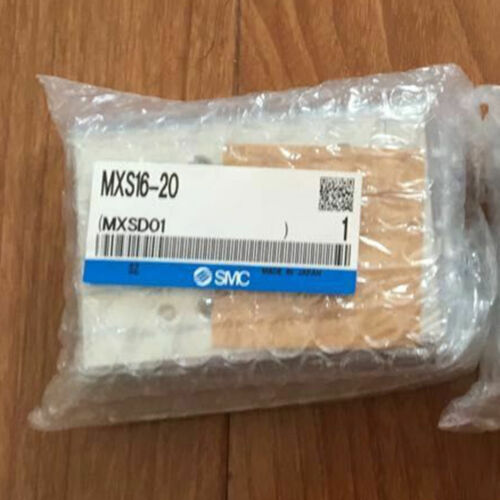 MXS16-20
(MXSD01 ) 1
SZ SMC MADE IN JAPAN